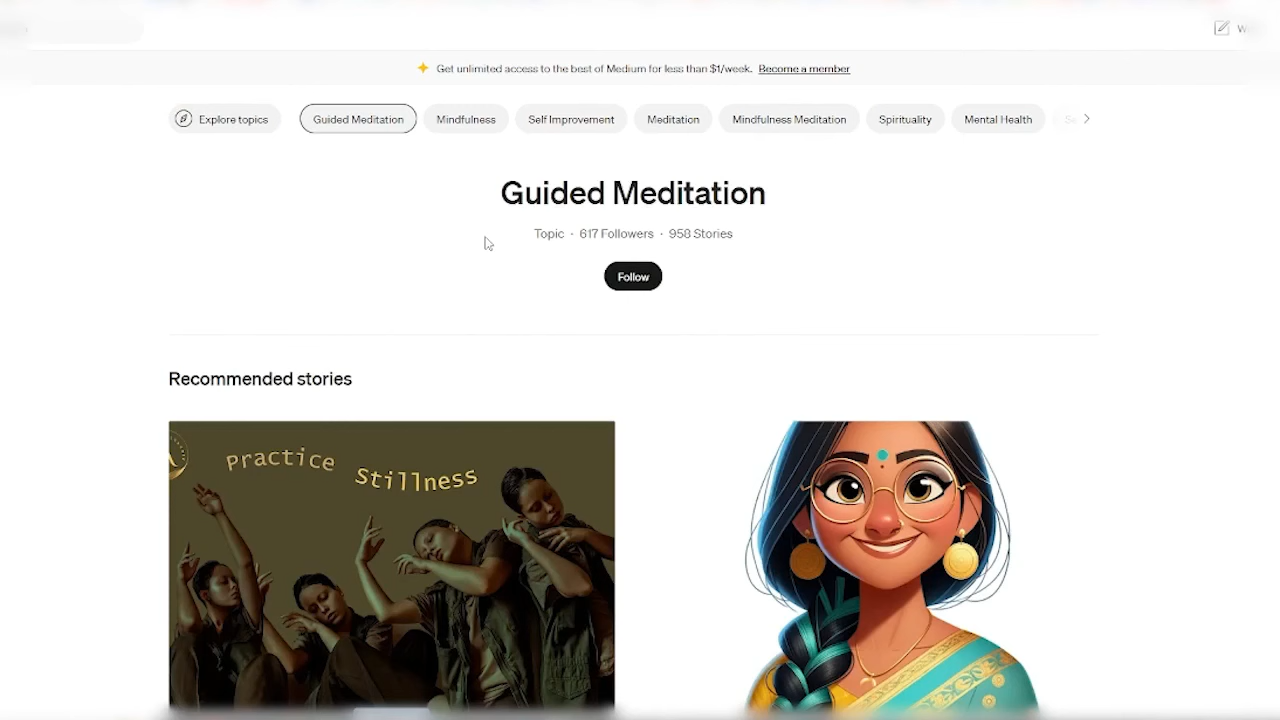 Get unlimited access to the best of Medium for less than $1/week. Become a member
Explore topics Guided Meditation Mindfulness Self Improvement Meditation Mindfulness Meditation Spirituality Mental Health
Guided Meditation
Topic · 617 Followers · 958 Stories
Follow
Recommended stories
Practice Stillness